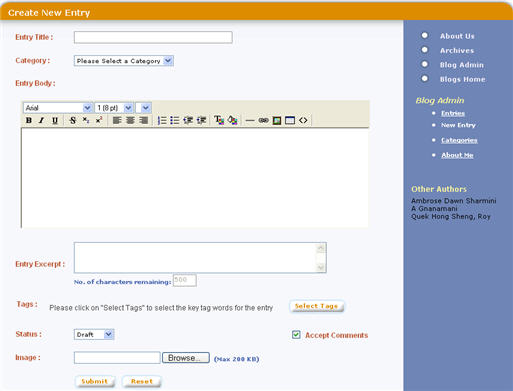 Create New Entry
Entry Title :
Category :
Please Select a Category
Entry Body :
Arial
1 (8 pt)
B I U S x₂ x²
Entry Excerpt :
No. of characters remaining: 500
Tags :
Please click on "Select Tags" to select the key tag words for the entry
Select Tags
Status :
Draft
Accept Comments
Image :
Browse...
(Max 200 KB)
Submit
Reset
About Us
Archives
Blog Admin
Blogs Home
Blog Admin
Entries
New Entry
Categories
About Me
Other Authors
Ambrose Dawn Sharmini
A Gnanamani
Quek Hong Sheng, Roy